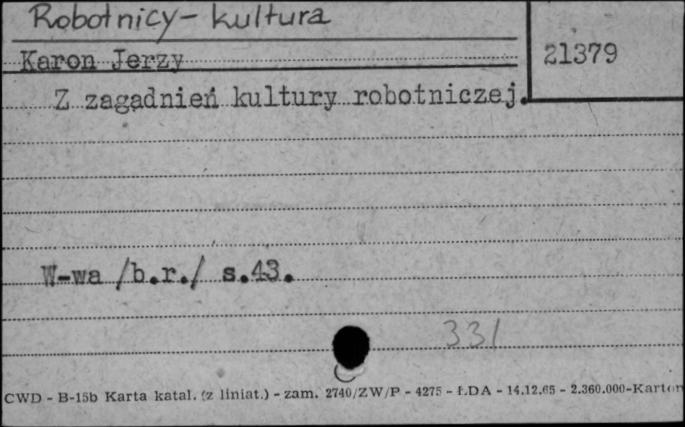 Robotnicy - kultura
Karon Jerzy
21379
Z zagadnień kultury robotniczej.
W-wa /b.r./ s.43.
331
CWD - B-15b Karta katal. (z liniat.) - zam. 2740/ZW/P - 4275 - ŁDA - 14.12.65 - 2.360.000-Karton